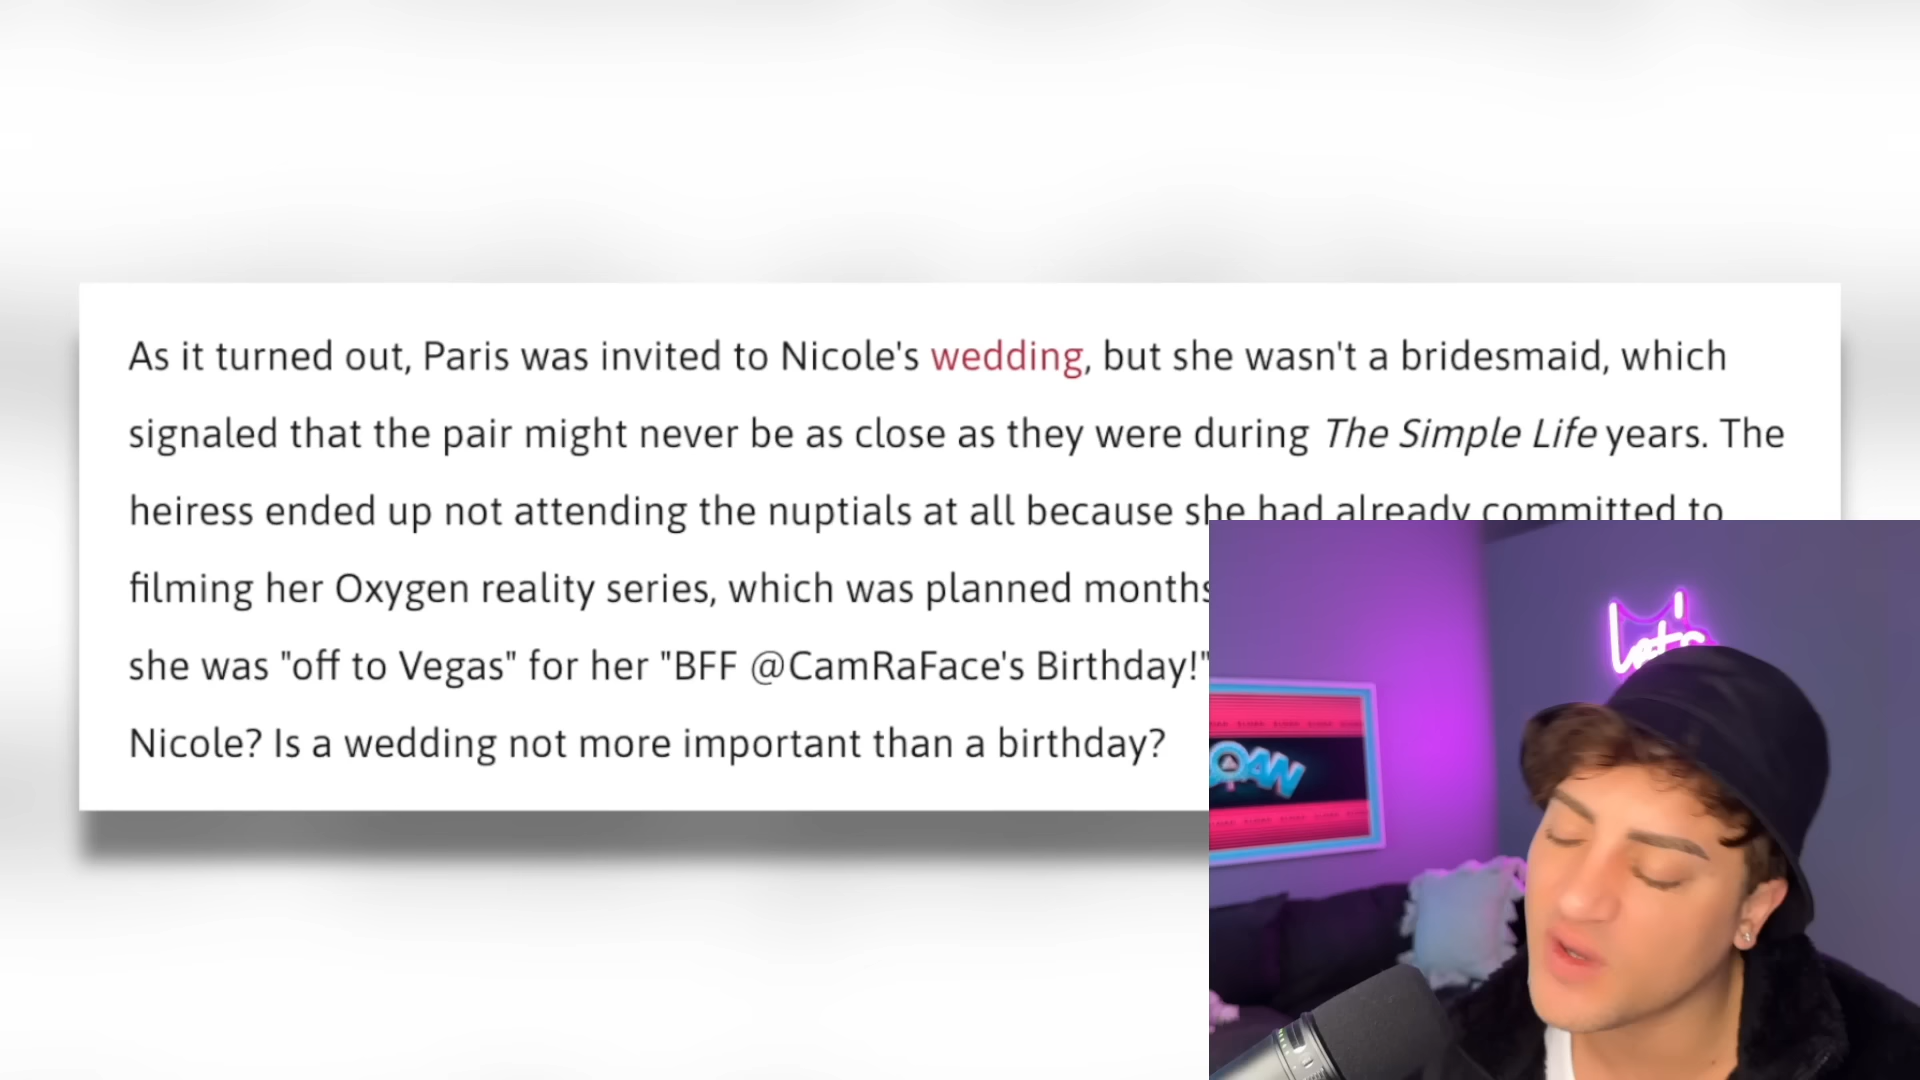 As it turned out, Paris was invited to Nicole's wedding, but she wasn't a bridesmaid, which
signaled that the pair might never be as close as they were during The Simple Life years. The
heiress ended up not attending the nuptials at all because she had already committed to
filming her Oxygen reality series, which was planned months
she was "off to Vegas" for her "BFF @CamRaFace's Birthday!"
Nicole? Is a wedding not more important than a birthday?
Let's